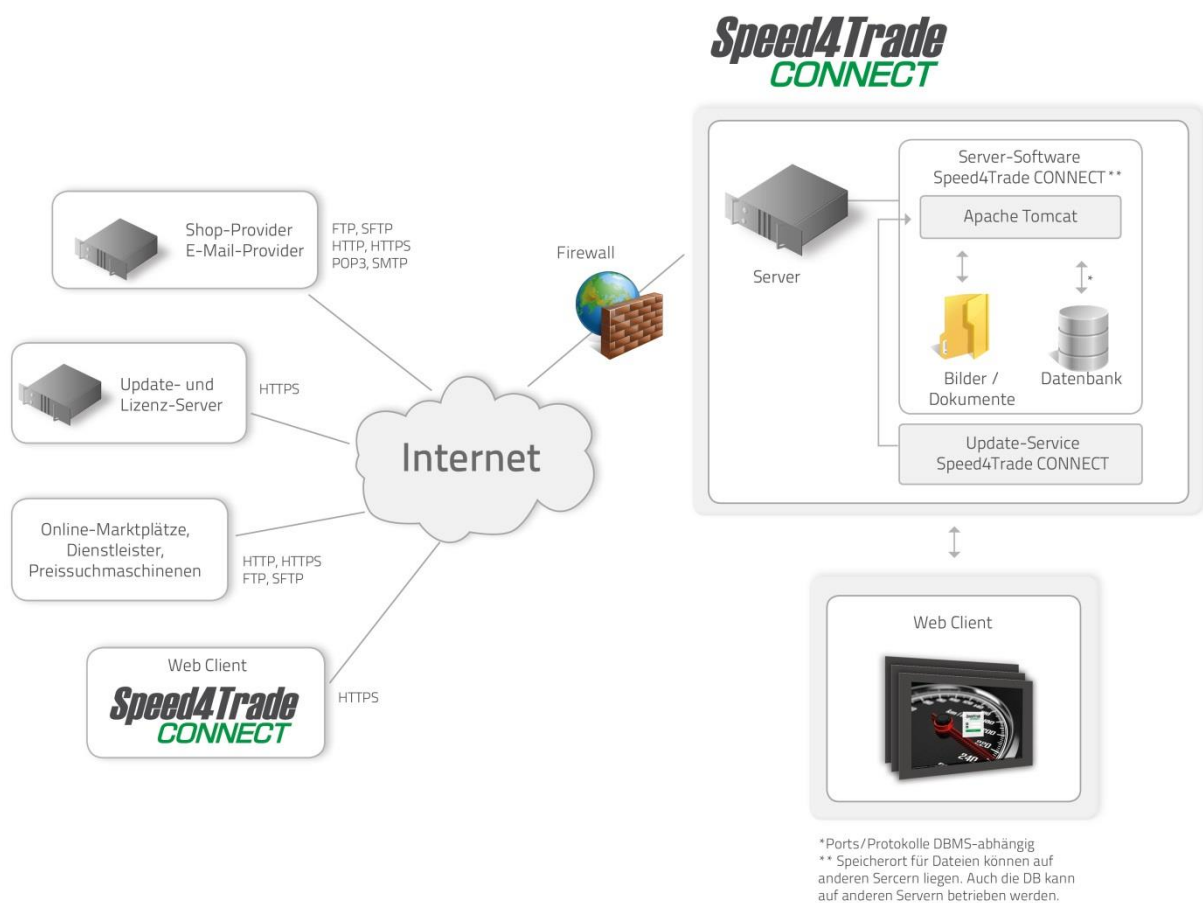 Speed4Trade
CONNECT
Server-Software
Speed4Trade CONNECT**
Apache Tomcat
Server
*
Bilder /
Dokumente
Datenbank
Update-Service
Speed4Trade CONNECT
Shop-Provider
E-Mail-Provider
FTP, SFTP
HTTP, HTTPS
POP3, SMTP
Firewall
Update- und
Lizenz-Server
HTTPS
Internet
Online-Marktplätze,
Dienstleister,
Preissuchmaschinenen
HTTP, HTTPS
FTP, SFTP
Web Client
Speed4Trade
CONNECT
HTTPS
Web Client
220
240
*Ports/Protokolle DBMS-abhängig
** Speicherort für Dateien können auf
anderen Sercern liegen. Auch die DB kann
auf anderen Servern betrieben werden.